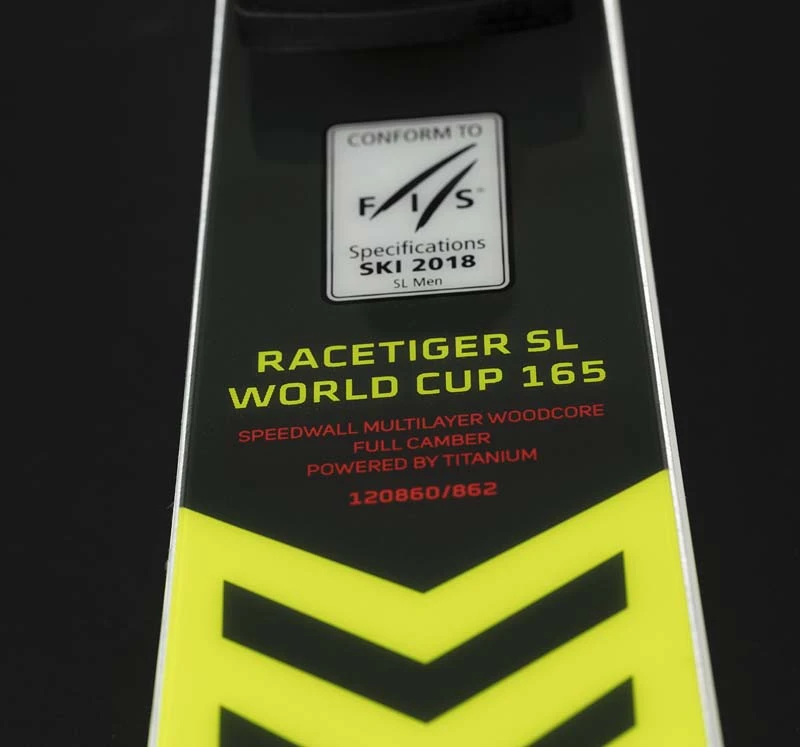 CONFORM TO
FIS™
Specifications
SKI 2018
SL Men
RACETIGER SL
WORLD CUP 165
SPEEDWALL MULTILAYER WOODCORE
FULL CAMBER
POWERED BY TITANIUM
120860/862